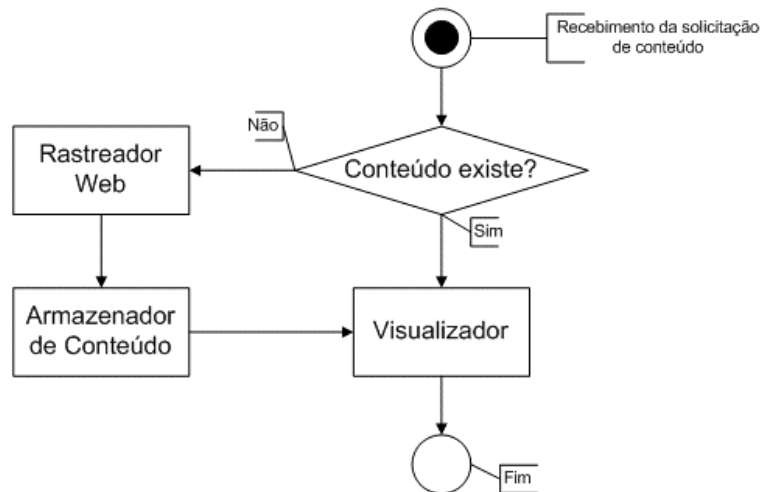 Recebimento da solicitação
de conteúdo
Não
Conteúdo existe?
Rastreador
Web
Sim
Armazenador
de Conteúdo
Visualizador
Fim